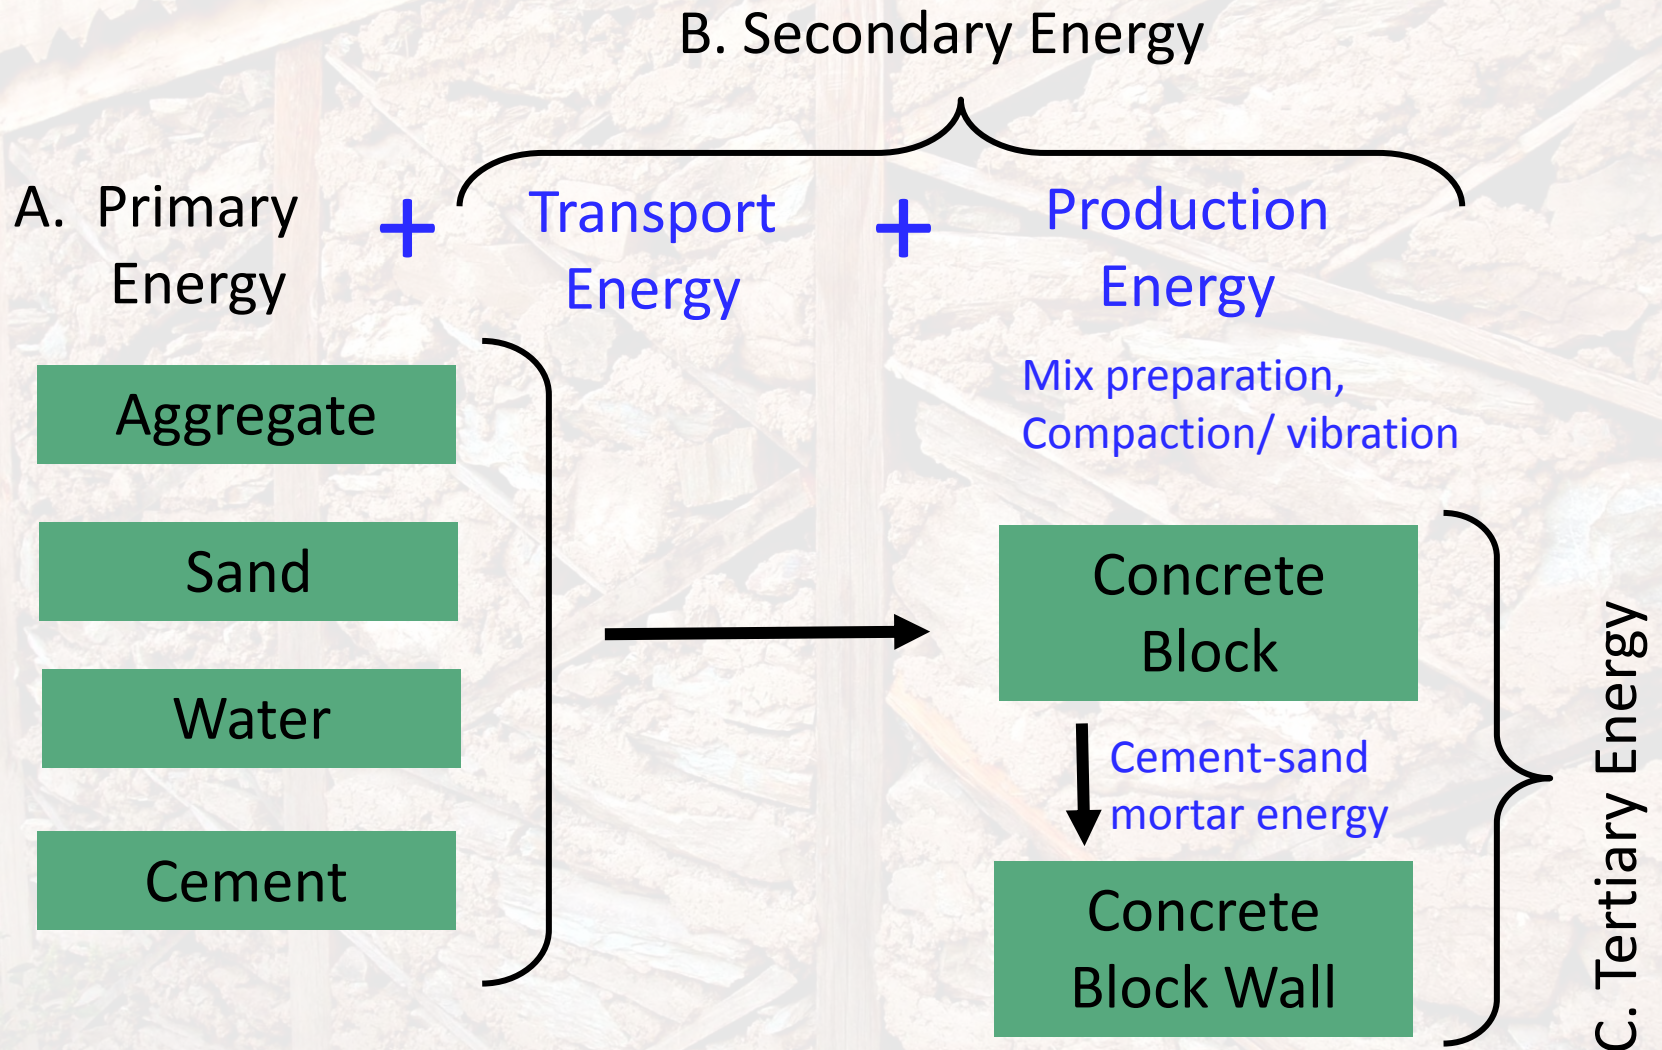 B. Secondary Energy
A. Primary
Energy
+
Transport
Energy
+
Production
Energy
Mix preparation,
Compaction/ vibration
Aggregate
Sand
Water
Cement
Concrete
Block
Cement-sand
mortar energy
Concrete
Block Wall
C. Tertiary Energy